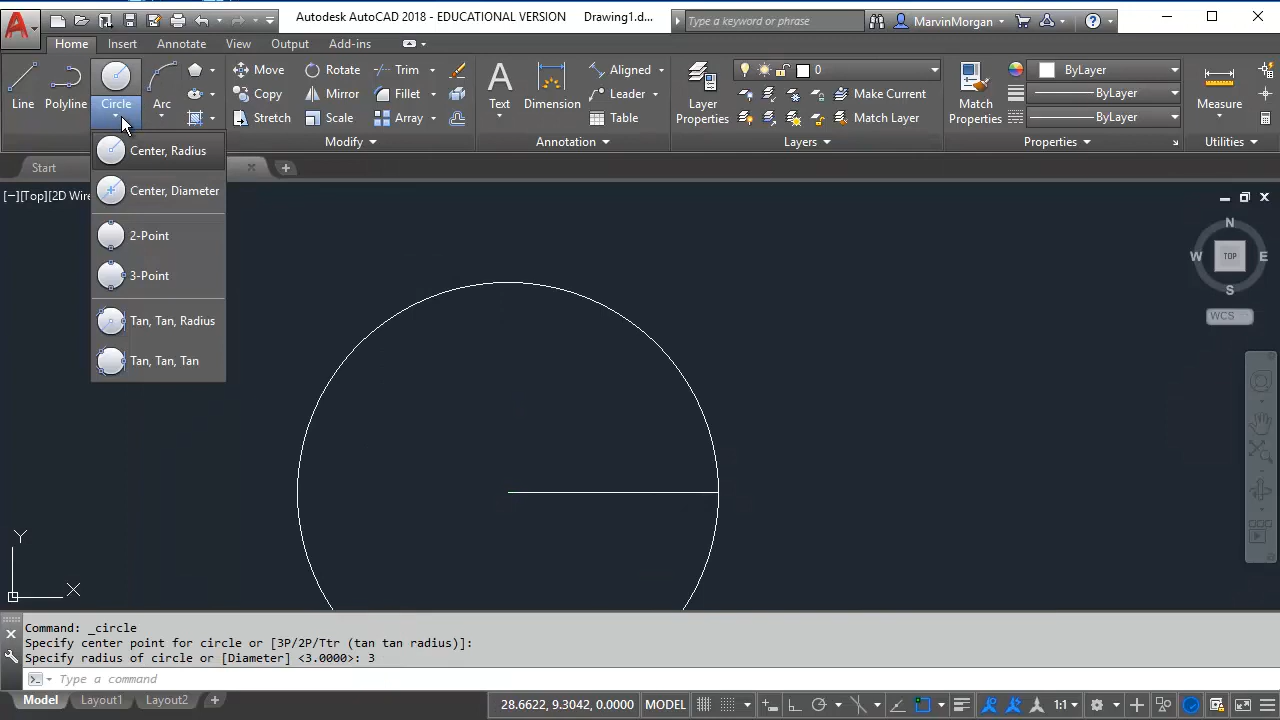 Autodesk AutoCAD 2018 - EDUCATIONAL VERSION Drawing1.d... Type a keyword or phrase MarvinMorgan
Home Insert Annotate View Output Add-ins
Line Polyline Circle Arc
Move Rotate Trim
Copy Mirror Fillet
Stretch Scale Array
Modify
Text Dimension
Aligned
Leader
Table
Annotation
Layer Properties
0
Make Current
Match Layer
Layers
Match Properties
ByLayer
ByLayer
ByLayer
Properties
Measure
Utilities
Start
Center, Radius
Center, Diameter
2-Point
3-Point
Tan, Tan, Radius
Tan, Tan, Tan
[−][Top][2D Wire
N
W TOP E
S
WCS
Y
X
Command: _circle
Specify center point for circle or [3P/2P/Ttr (tan tan radius)]:
Specify radius of circle or [Diameter] <3.0000>: 3
Type a command
Model Layout1 Layout2 28.6622, 9.3042, 0.0000 MODEL 1:1